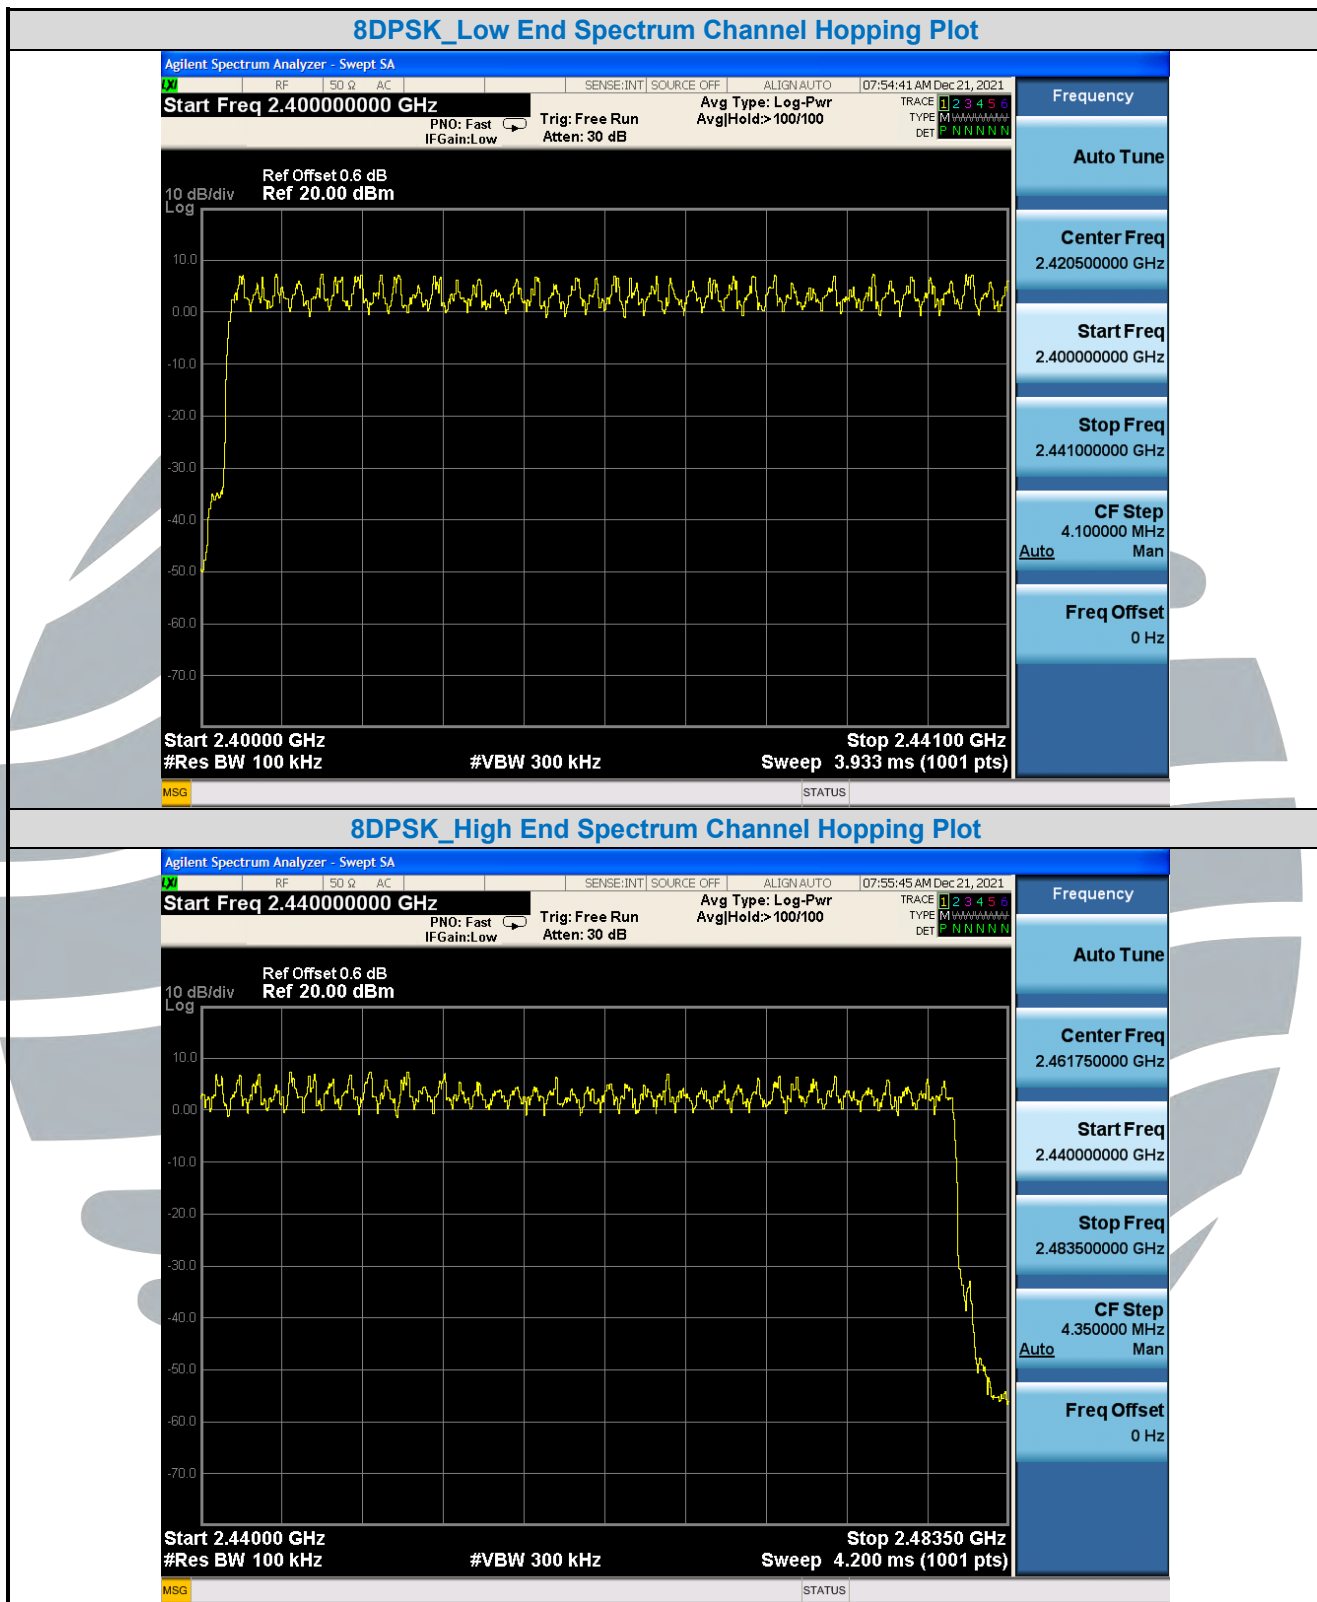 8DPSK_Low End Spectrum Channel Hopping Plot
Agilent Spectrum Analyzer - Swept SA
LXI RF 50 Ω AC SENSE:INT SOURCE OFF ALIGN AUTO 07:54:41 AM Dec 21, 2021
Start Freq 2.400000000 GHz
PNO: Fast
IFGain:Low
Trig: Free Run
Atten: 30 dB
Avg Type: Log-Pwr
Avg|Hold:>100/100
TRACE 1 2 3 4 5 6
TYPE M WWWWW
DET P N N N N N
Ref Offset 0.6 dB
10 dB/div Ref 20.00 dBm
Log
10.0
0.00
-10.0
-20.0
-30.0
-40.0
-50.0
-60.0
-70.0
Start 2.40000 GHz Stop 2.44100 GHz
#Res BW 100 kHz #VBW 300 kHz Sweep 3.933 ms (1001 pts)
MSG STATUS
Frequency
Auto Tune
Center Freq
2.420500000 GHz
Start Freq
2.400000000 GHz
Stop Freq
2.441000000 GHz
CF Step
4.100000 MHz
Auto Man
Freq Offset
0 Hz
8DPSK_High End Spectrum Channel Hopping Plot
Agilent Spectrum Analyzer - Swept SA
LXI RF 50 Ω AC SENSE:INT SOURCE OFF ALIGN AUTO 07:55:45 AM Dec 21, 2021
Start Freq 2.440000000 GHz
PNO: Fast
IFGain:Low
Trig: Free Run
Atten: 30 dB
Avg Type: Log-Pwr
Avg|Hold:>100/100
TRACE 1 2 3 4 5 6
TYPE M WWWWW
DET P N N N N N
Ref Offset 0.6 dB
10 dB/div Ref 20.00 dBm
Log
10.0
0.00
-10.0
-20.0
-30.0
-40.0
-50.0
-60.0
-70.0
Start 2.44000 GHz Stop 2.48350 GHz
#Res BW 100 kHz #VBW 300 kHz Sweep 4.200 ms (1001 pts)
MSG STATUS
Frequency
Auto Tune
Center Freq
2.461750000 GHz
Start Freq
2.440000000 GHz
Stop Freq
2.483500000 GHz
CF Step
4.350000 MHz
Auto Man
Freq Offset
0 Hz